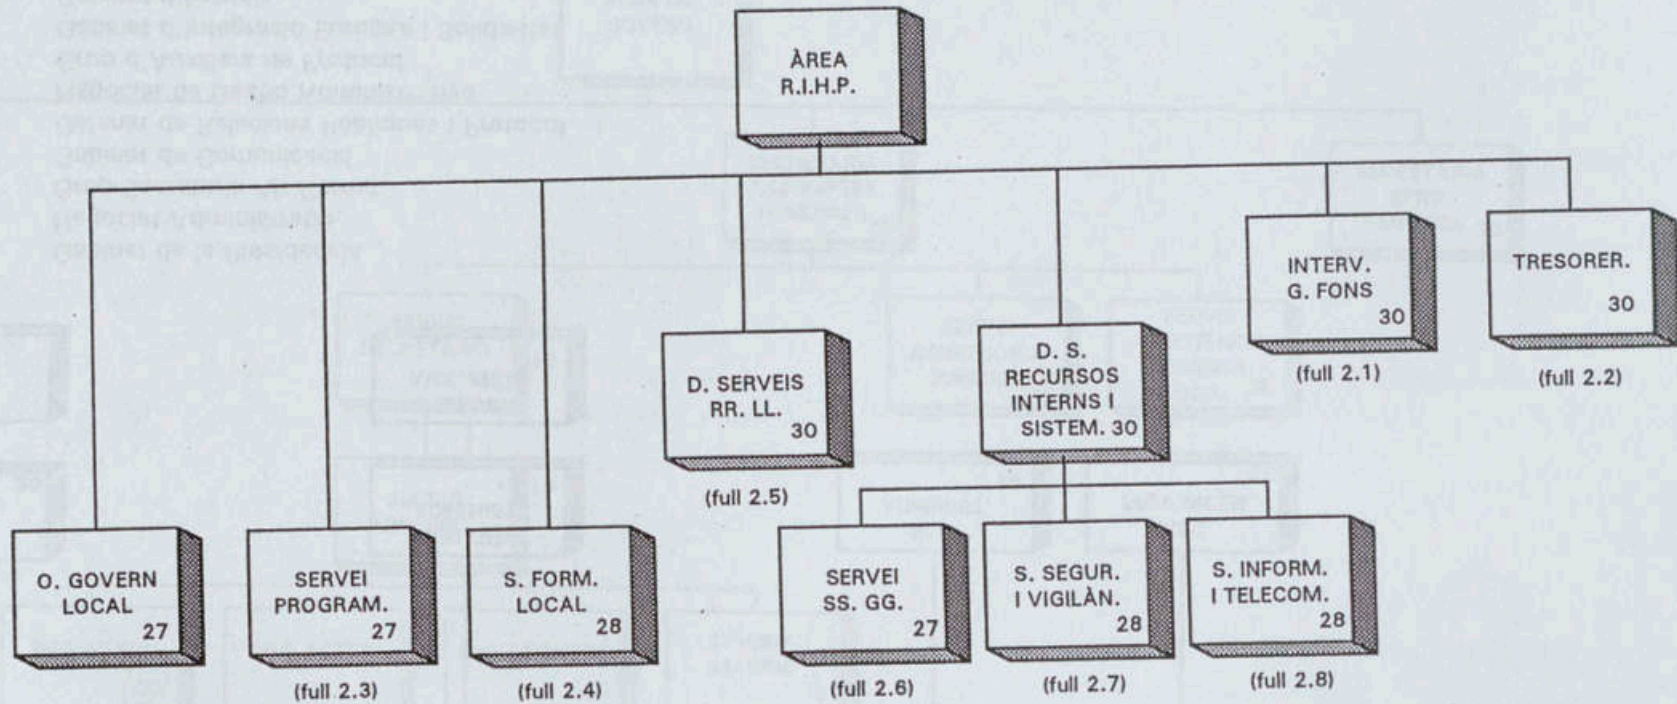 ÀREA
R.I.H.P.
INTERV.
G. FONS
30
(full 2.1)
TRESORER.
30
(full 2.2)
D. SERVEIS
RR. LL.
30
(full 2.5)
D. S.
RECURSOS
INTERNS I
SISTEM. 30
O. GOVERN
LOCAL
27
SERVEI
PROGRAM.
27
(full 2.3)
S. FORM.
LOCAL
28
(full 2.4)
SERVEI
SS. GG.
27
(full 2.6)
S. SEGUR.
I VIGILÀN.
28
(full 2.7)
S. INFORM.
I TELECOM.
28
(full 2.8)